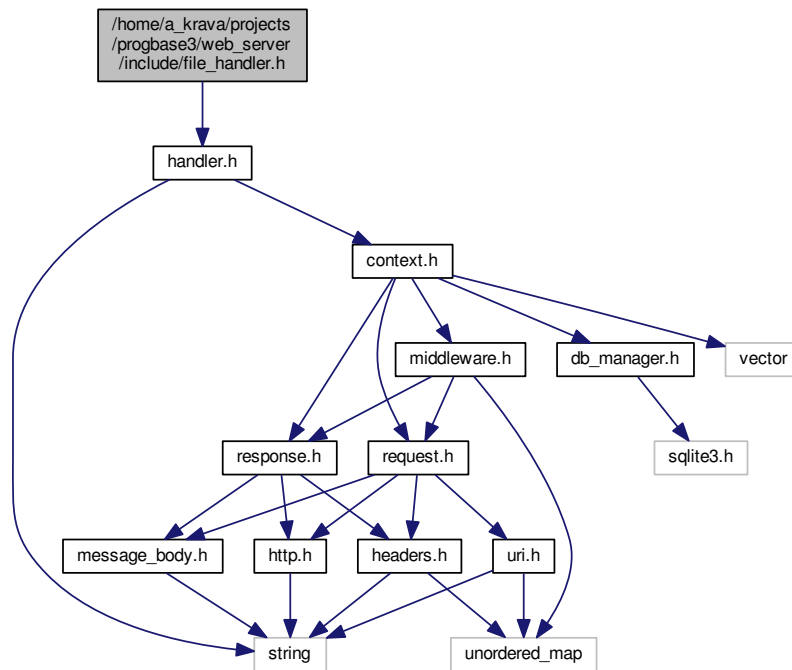 /home/a_krava/projects
/progbase3/web_server
/include/file_handler.h
handler.h
context.h
middleware.h
db_manager.h
vector
response.h
request.h
sqlite3.h
message_body.h
http.h
headers.h
uri.h
string
unordered_map